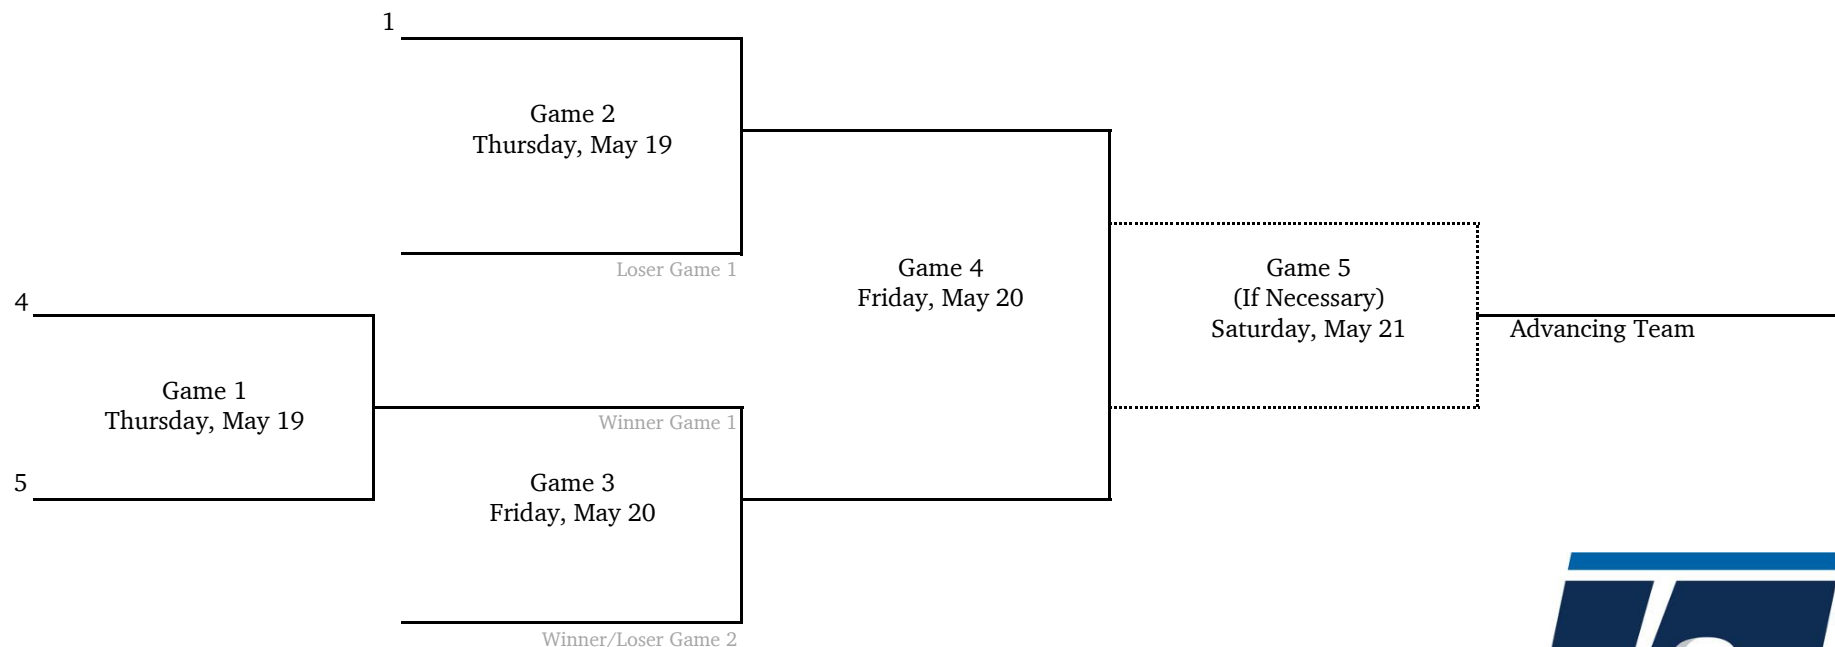 1
Game 2
Thursday, May 19
Loser Game 1
Game 4
Friday, May 20
Game 5
(If Necessary)
Saturday, May 21
Advancing Team
4
Game 1
Thursday, May 19
5
Winner Game 1
Game 3
Friday, May 20
Winner/Loser Game 2